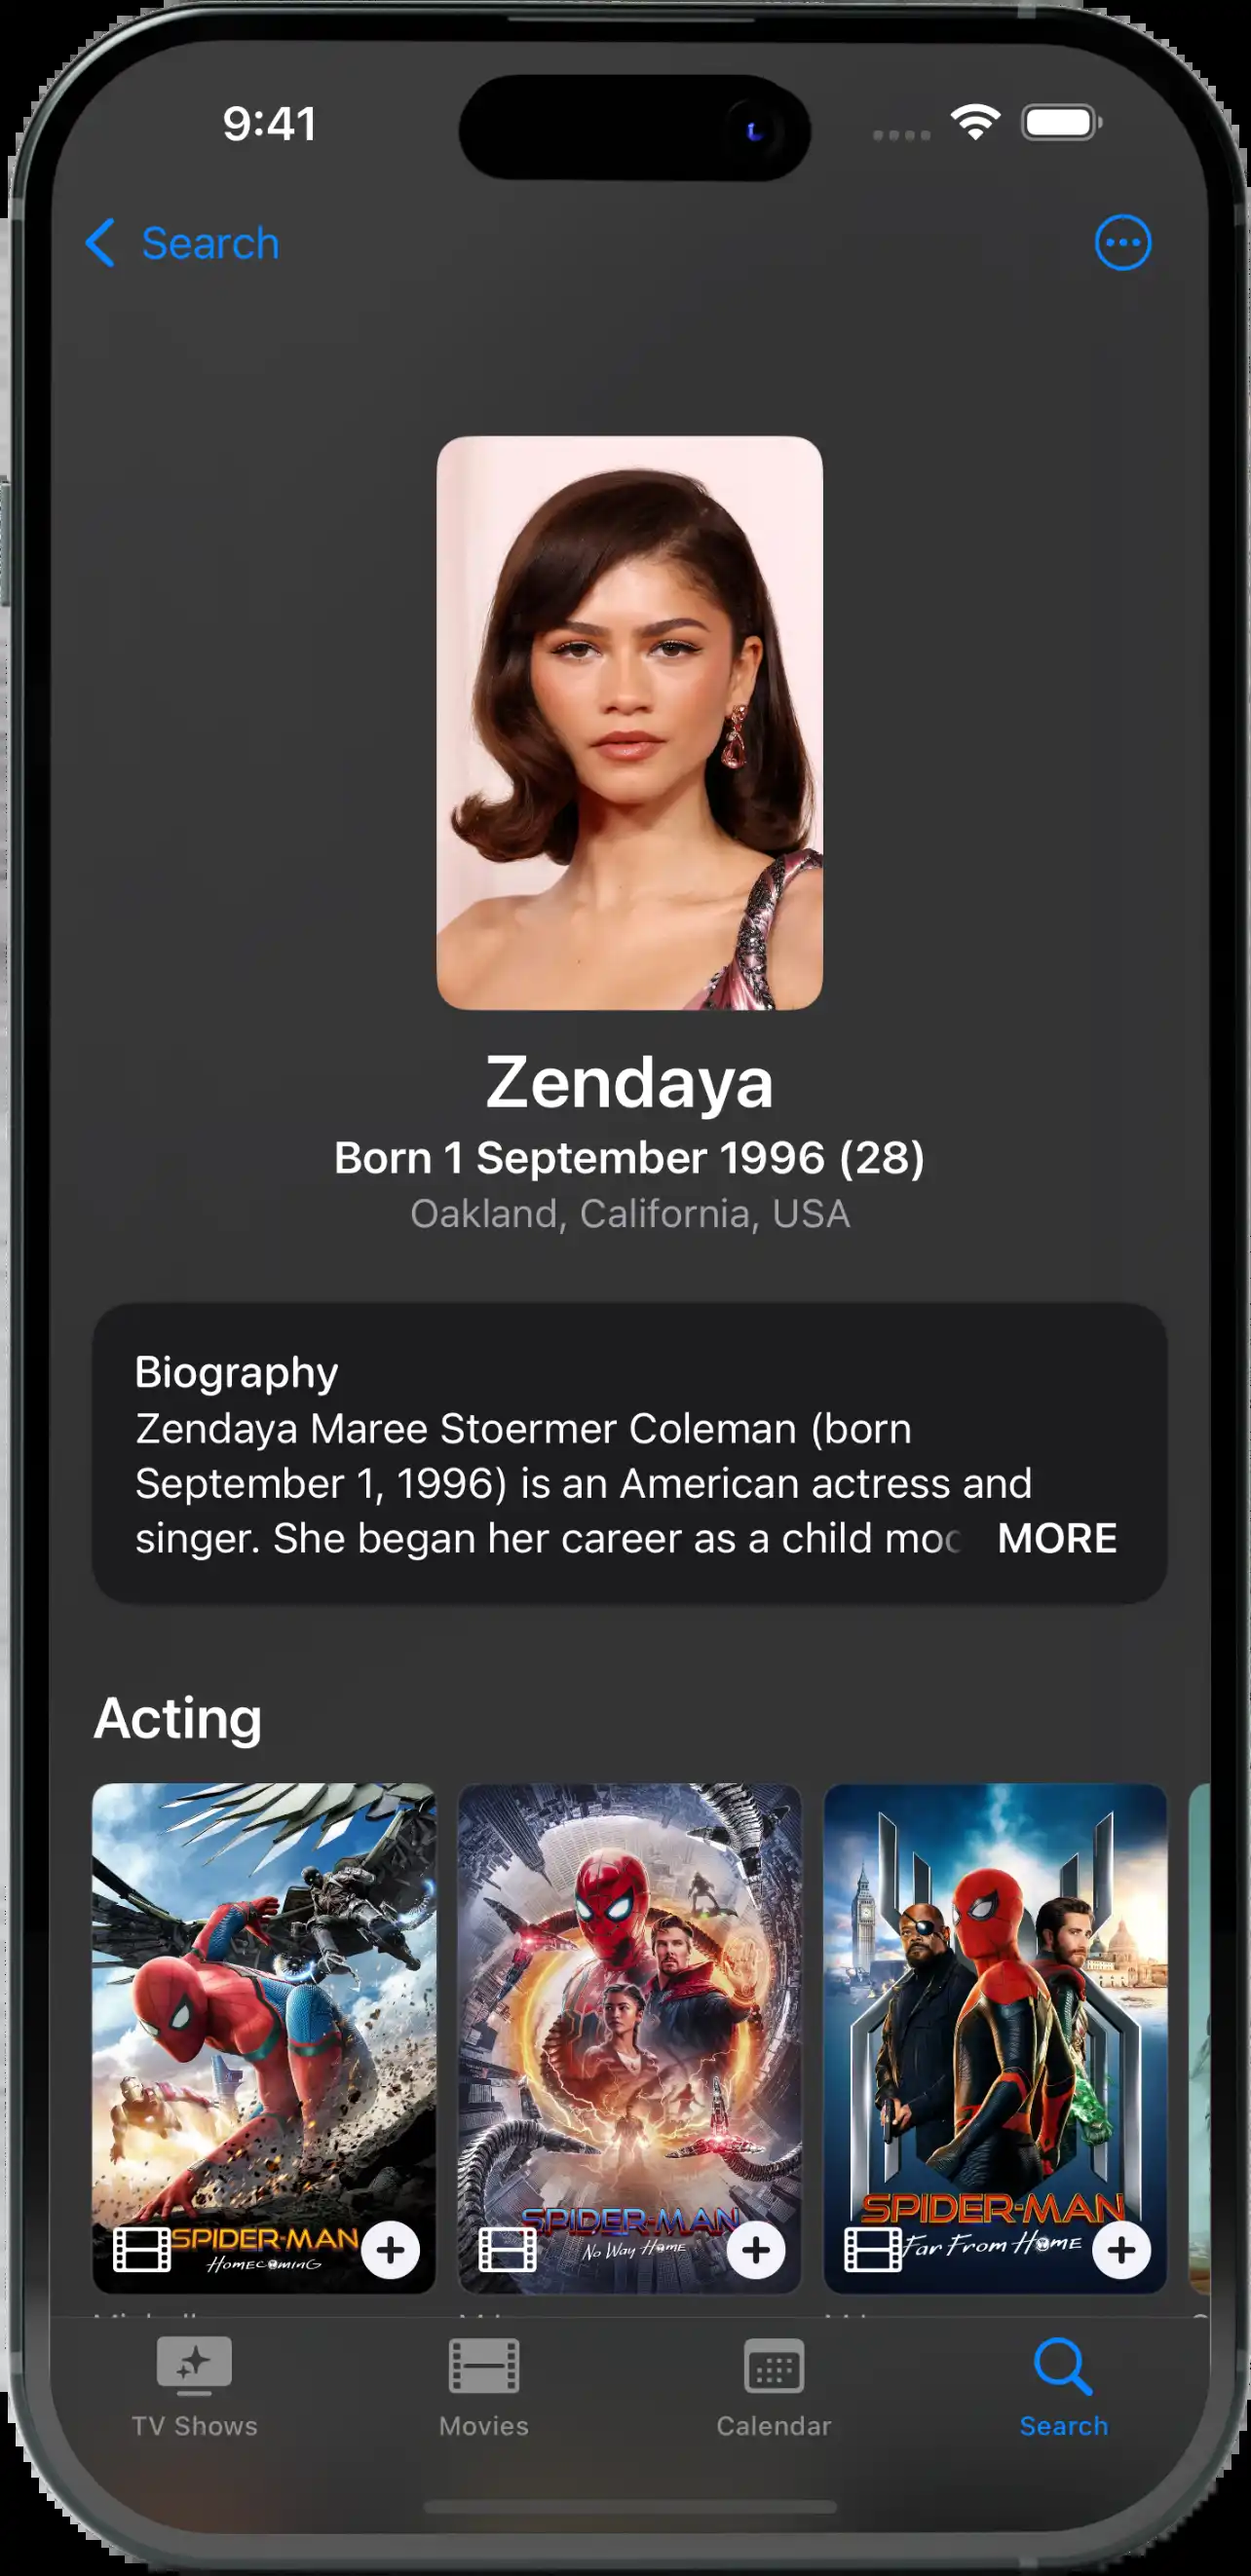 9:41
Search
Zendaya
Born 1 September 1996 (28)
Oakland, California, USA
Biography
Zendaya Maree Stoermer Coleman (born
September 1, 1996) is an American actress and
singer. She began her career as a child MORE
Acting
SPIDER-MAN
HOMECOMING
SPIDER-MAN
No Way Home
SPIDER-MAN
Far From Home
TV Shows
Movies
Calendar
Search